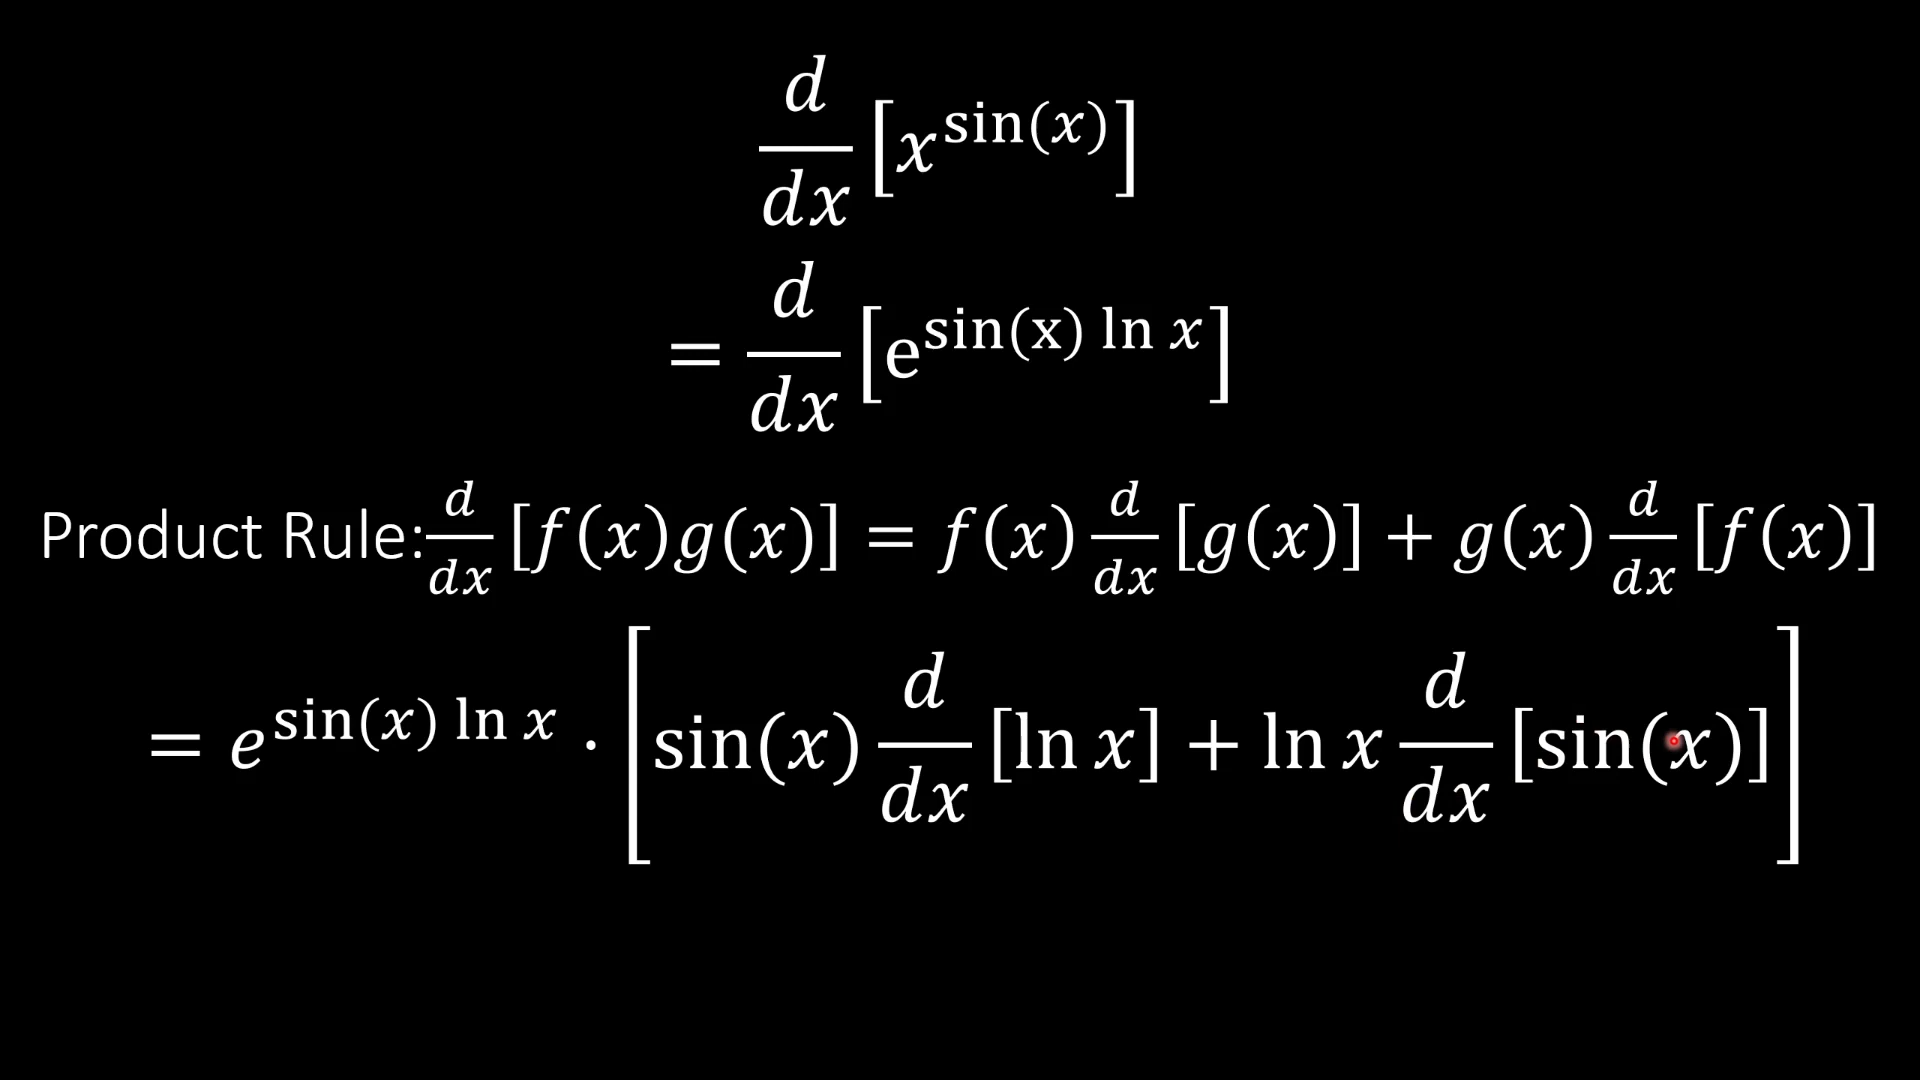 d/dx [x^sin(x)]
= d/dx [e^sin(x) ln x]
Product Rule: d/dx [f(x)g(x)] = f(x) d/dx [g(x)] + g(x) d/dx [f(x)]
= e^sin(x) ln x · [sin(x) d/dx [ln x] + ln x d/dx [sin(x)]]